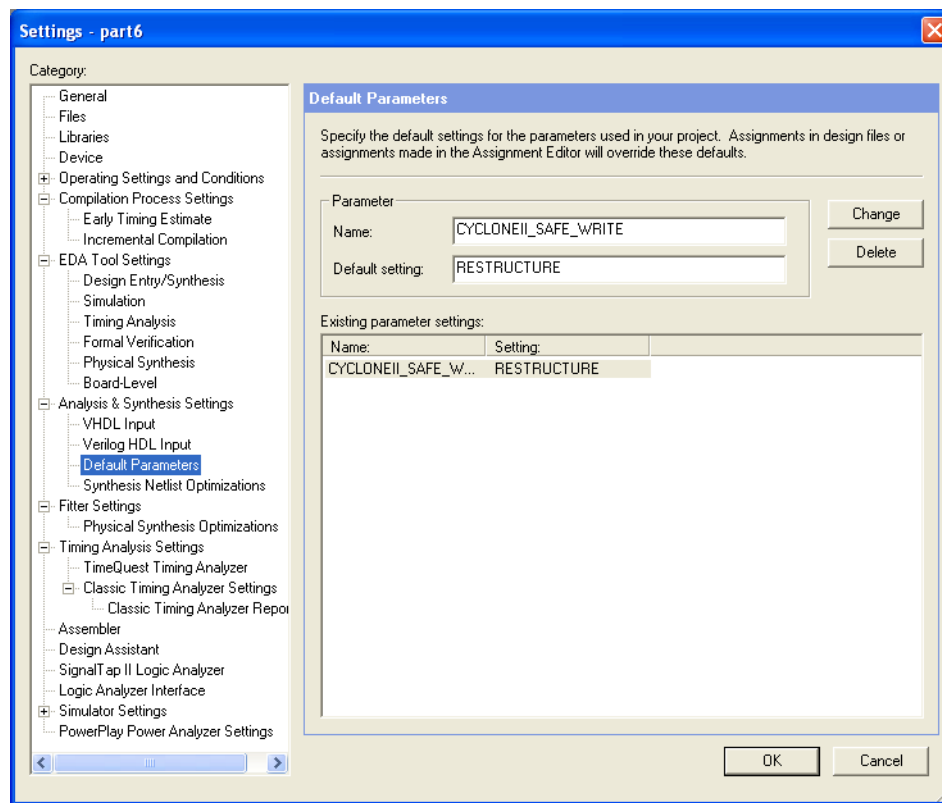 Settings - part6
Category:
General
Files
Libraries
Device
Operating Settings and Conditions
Compilation Process Settings
Early Timing Estimate
Incremental Compilation
EDA Tool Settings
Design Entry/Synthesis
Simulation
Timing Analysis
Formal Verification
Physical Synthesis
Board-Level
Analysis & Synthesis Settings
VHDL Input
Verilog HDL Input
Default Parameters
Synthesis Netlist Optimizations
Fitter Settings
Physical Synthesis Optimizations
Timing Analysis Settings
TimeQuest Timing Analyzer
Classic Timing Analyzer Settings
Classic Timing Analyzer Repor
Assembler
Design Assistant
SignalTap II Logic Analyzer
Logic Analyzer Interface
Simulator Settings
PowerPlay Power Analyzer Settings
Default Parameters
Specify the default settings for the parameters used in your project. Assignments in design files or
assignments made in the Assignment Editor will override these defaults.
Parameter
Name: CYCLONEII_SAFE_WRITE
Default setting: RESTRUCTURE
Change
Delete
Existing parameter settings:
Name: Setting:
CYCLONEII_SAFE_W... RESTRUCTURE
OK Cancel